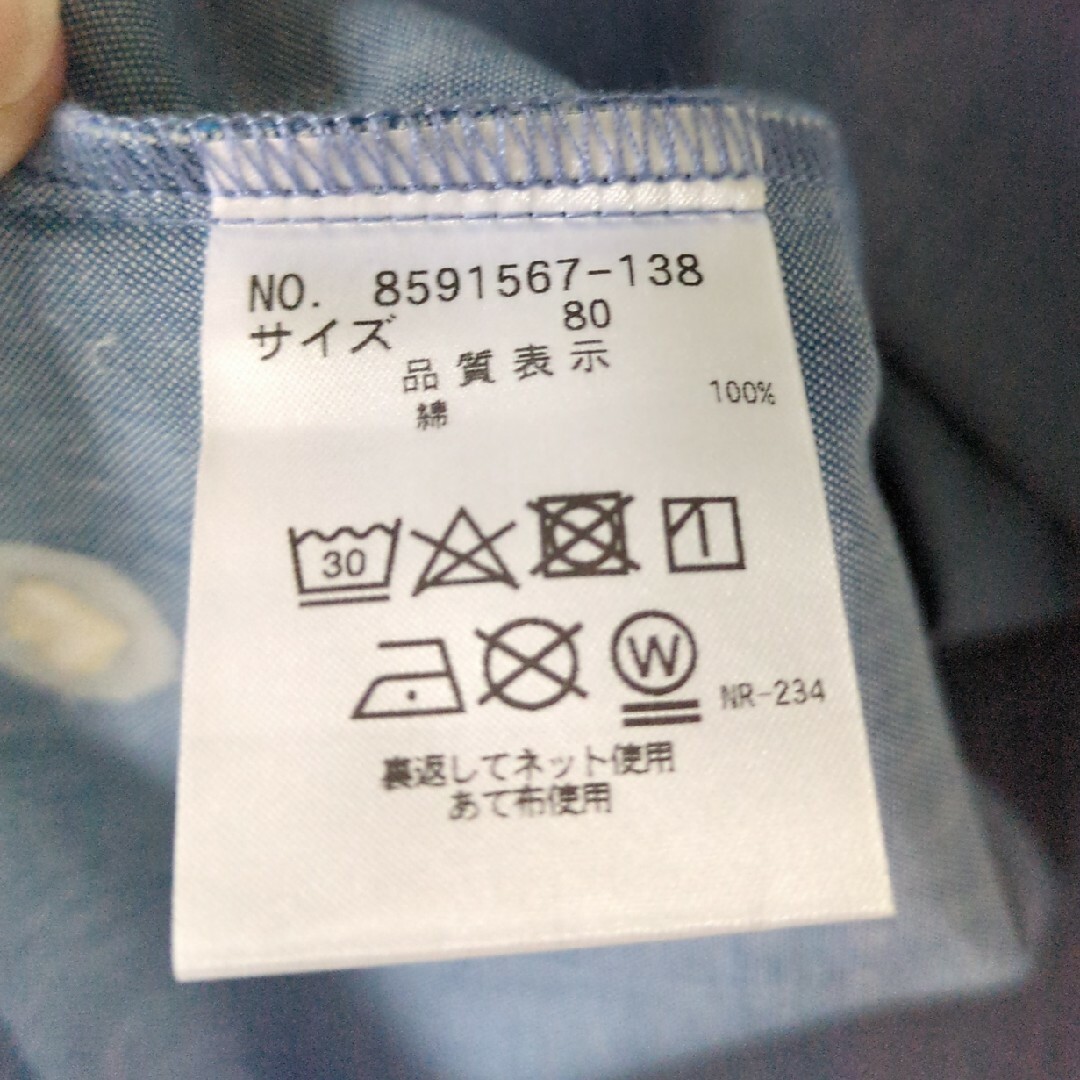 NO. 8591567-138
サイズ 80
品質表示
綿 100%
30
W
NR-234
裏返してネット使用
あて布使用